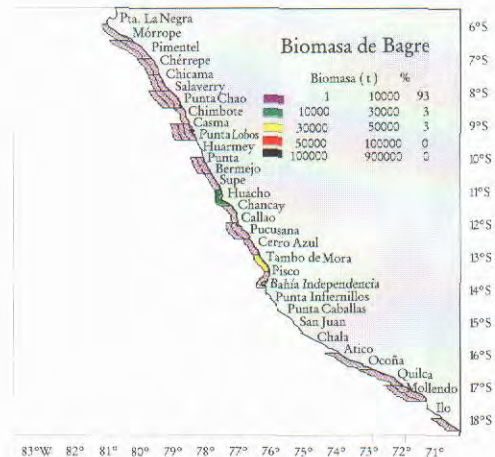 Biomasa de Bagre
Biomasa (t) %
1 10000 93
10000 30000 3
30000 50000 3
50000 100000 0
100000 900000 0
Pta. La Negra
Mórrope
Pimentel
Chérrepe
Chicama
Salaverry
Punta Chao
Chimbote
Casma
Punta Lobos
Huarmey
Punta
Bermejo
Supe
Huacho
Chancay
Callao
Pucusana
Cerro Azul
Tambo de Mora
Pisco
Bahía Independencia
Punta Infiernillos
Punta Caballas
San Juan
Chala
Atico
Ocoña
Quilca
Mollendo
Ilo
6°S
7°S
8°S
9°S
10°S
11°S
12°S
13°S
14°S
15°S
16°S
17°S
18°S
83°W 82° 81° 80° 79° 78° 77° 76° 75° 74° 73° 72° 71°